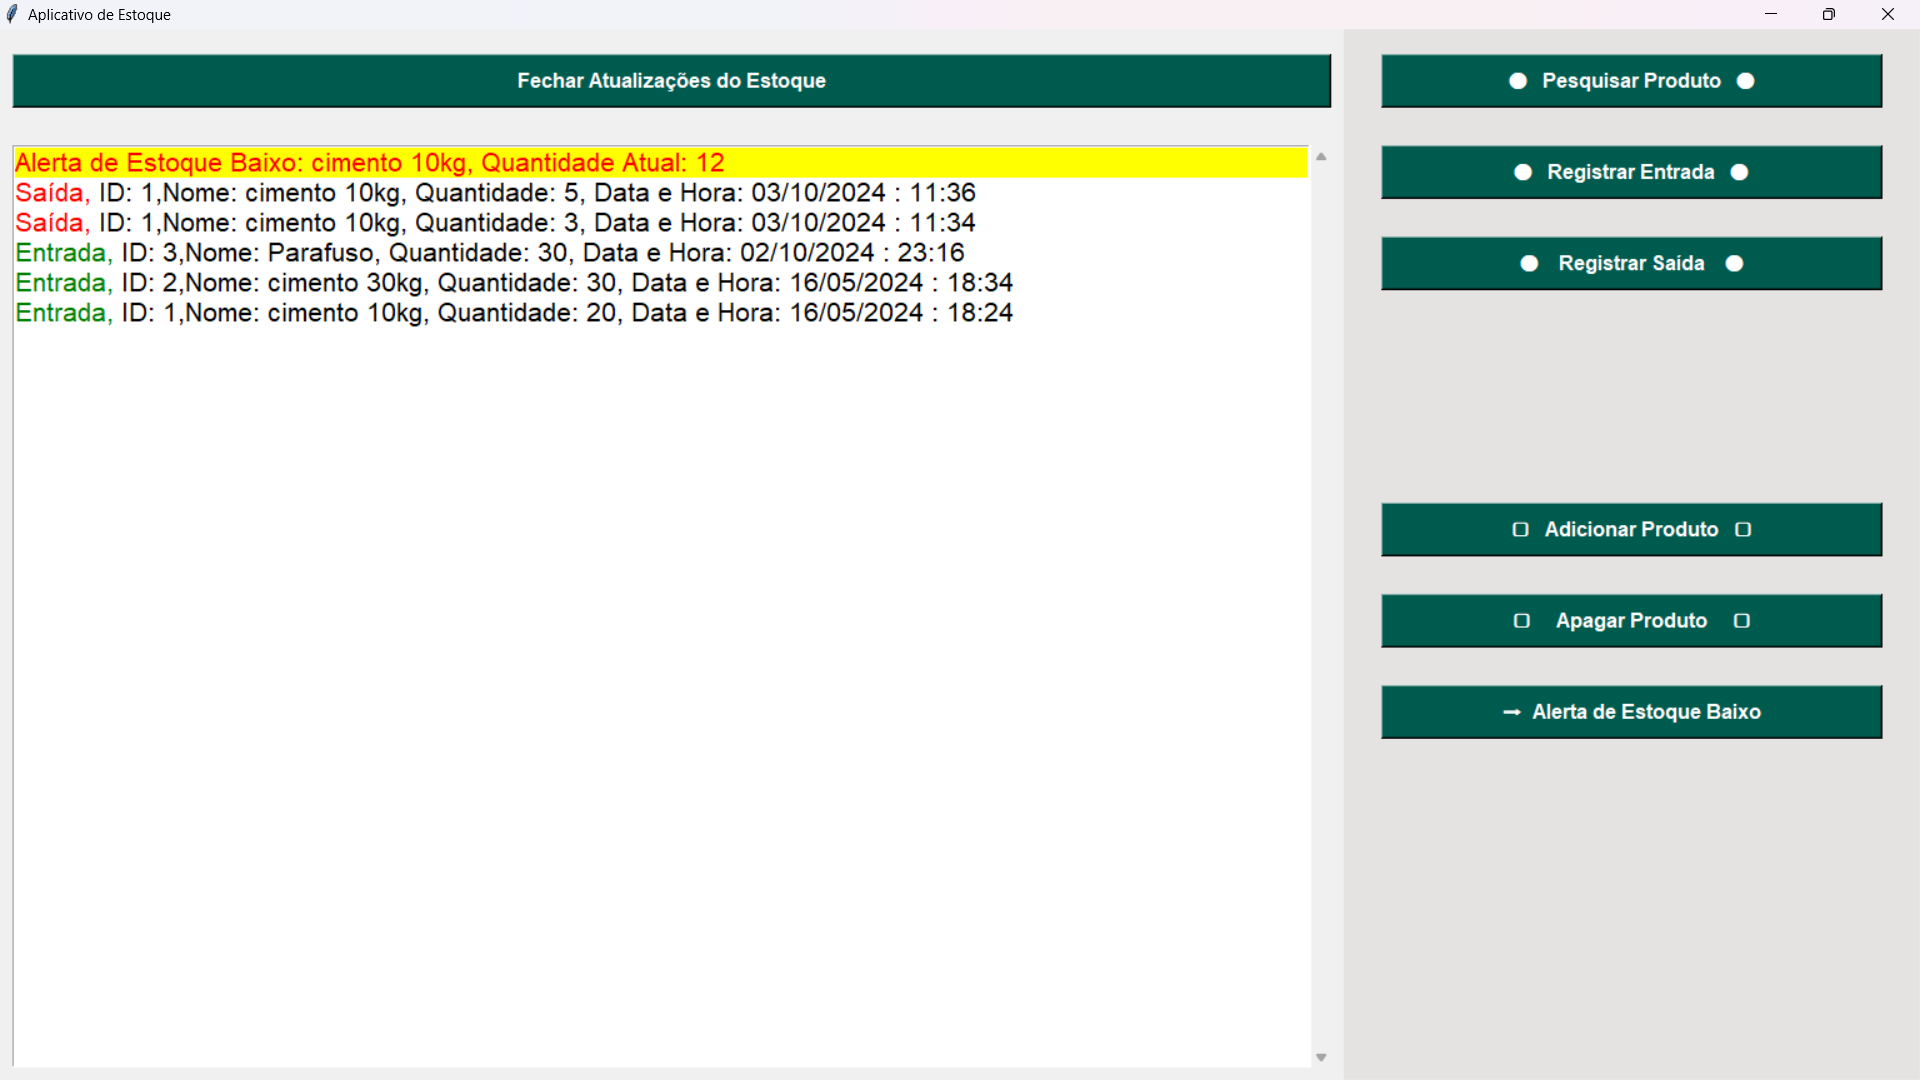 Aplicativo de Estoque
Fechar Atualizações do Estoque
Alerta de Estoque Baixo: cimento 10kg, Quantidade Atual: 12
Saída, ID: 1,Nome: cimento 10kg, Quantidade: 5, Data e Hora: 03/10/2024 : 11:36
Saída, ID: 1,Nome: cimento 10kg, Quantidade: 3, Data e Hora: 03/10/2024 : 11:34
Entrada, ID: 3,Nome: Parafuso, Quantidade: 30, Data e Hora: 02/10/2024 : 23:16
Entrada, ID: 2,Nome: cimento 30kg, Quantidade: 30, Data e Hora: 16/05/2024 : 18:34
Entrada, ID: 1,Nome: cimento 10kg, Quantidade: 20, Data e Hora: 16/05/2024 : 18:24
● Pesquisar Produto ●
● Registrar Entrada ●
● Registrar Saída ●
▢ Adicionar Produto ▢
▢ Apagar Produto ▢
→ Alerta de Estoque Baixo